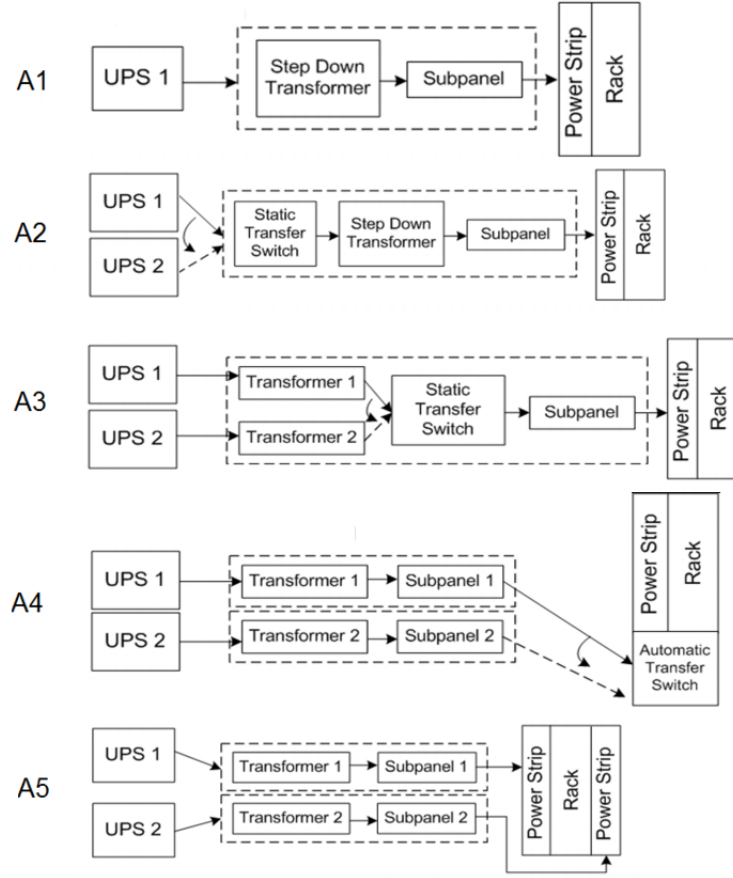 A1
UPS 1
Step Down
Transformer
Subpanel
Power Strip
Rack
A2
UPS 1
UPS 2
Static
Transfer
Switch
Step Down
Transformer
Subpanel
Power Strip
Rack
A3
UPS 1
UPS 2
Transformer 1
Transformer 2
Static
Transfer
Switch
Subpanel
Power Strip
Rack
A4
UPS 1
UPS 2
Transformer 1
Subpanel 1
Transformer 2
Subpanel 2
Power Strip
Rack
Automatic
Transfer
Switch
A5
UPS 1
UPS 2
Transformer 1
Subpanel 1
Transformer 2
Subpanel 2
Power Strip
Rack
Power Strip